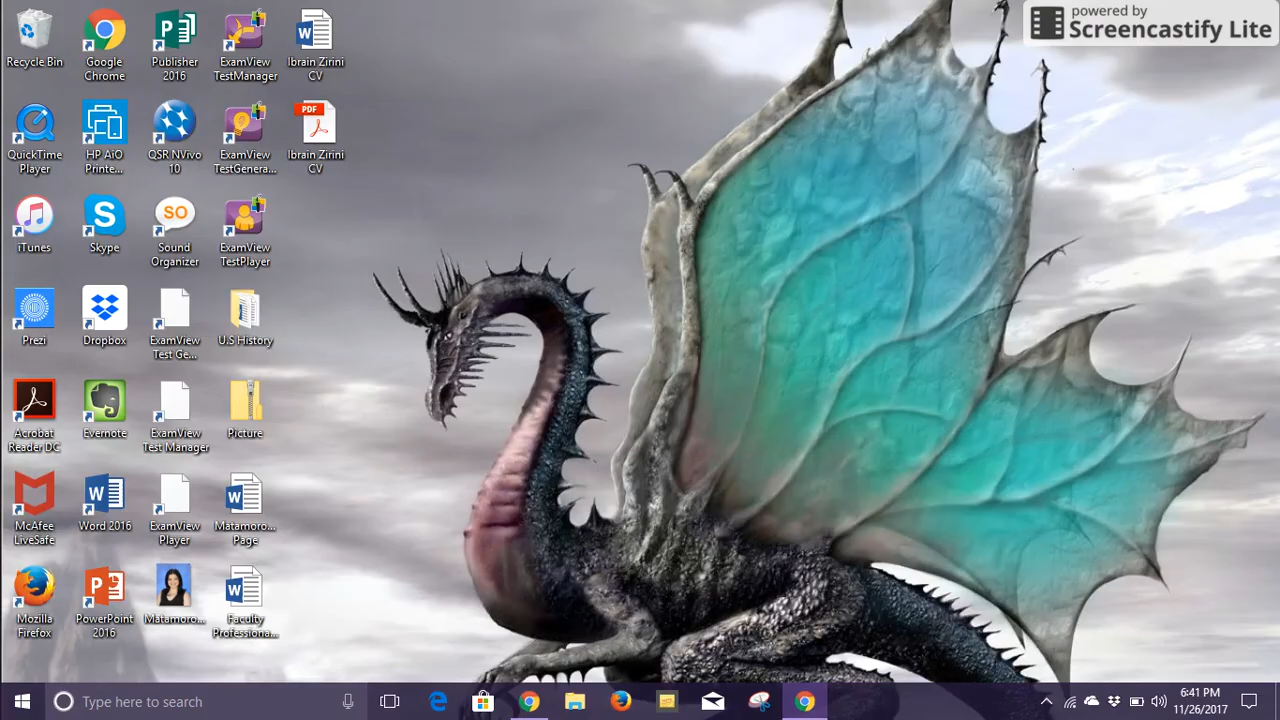 powered by
Screencastify Lite
Recycle Bin
Google
Chrome
Publisher
2016
ExamView
TestManager
Ibrain Zirini
CV
QuickTime
Player
HP AiO
Printe...
QSR NVivo
10
ExamView
TestGenera...
PDF
Ibrain Zirini
CV
iTunes
Skype
SO
Sound
Organizer
ExamView
TestPlayer
Prezi
Dropbox
ExamView
Test Ge...
U.S History
Acrobat
Reader DC
Evernote
ExamView
Test Manager
Picture
McAfee
LiveSafe
Word 2016
ExamView
Player
Matamoro...
Page
Mozilla
Firefox
PowerPoint
2016
Matamoro...
Faculty
Professiona...
Type here to search
6:41 PM
11/26/2017